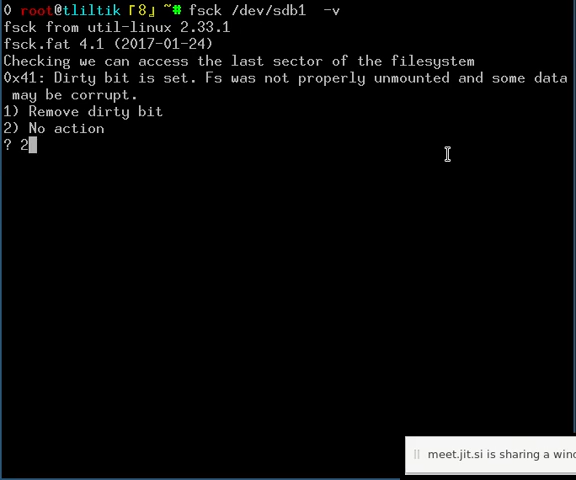 0 root@tliltik ｢8｣ ~# fsck /dev/sdb1  -v
fsck from util-linux 2.33.1
fsck.fat 4.1 (2017-01-24)
Checking we can access the last sector of the filesystem
0x41: Dirty bit is set. Fs was not properly unmounted and some data
 may be corrupt.
1) Remove dirty bit
2) No action
? 2
meet.jit.si is sharing a wind